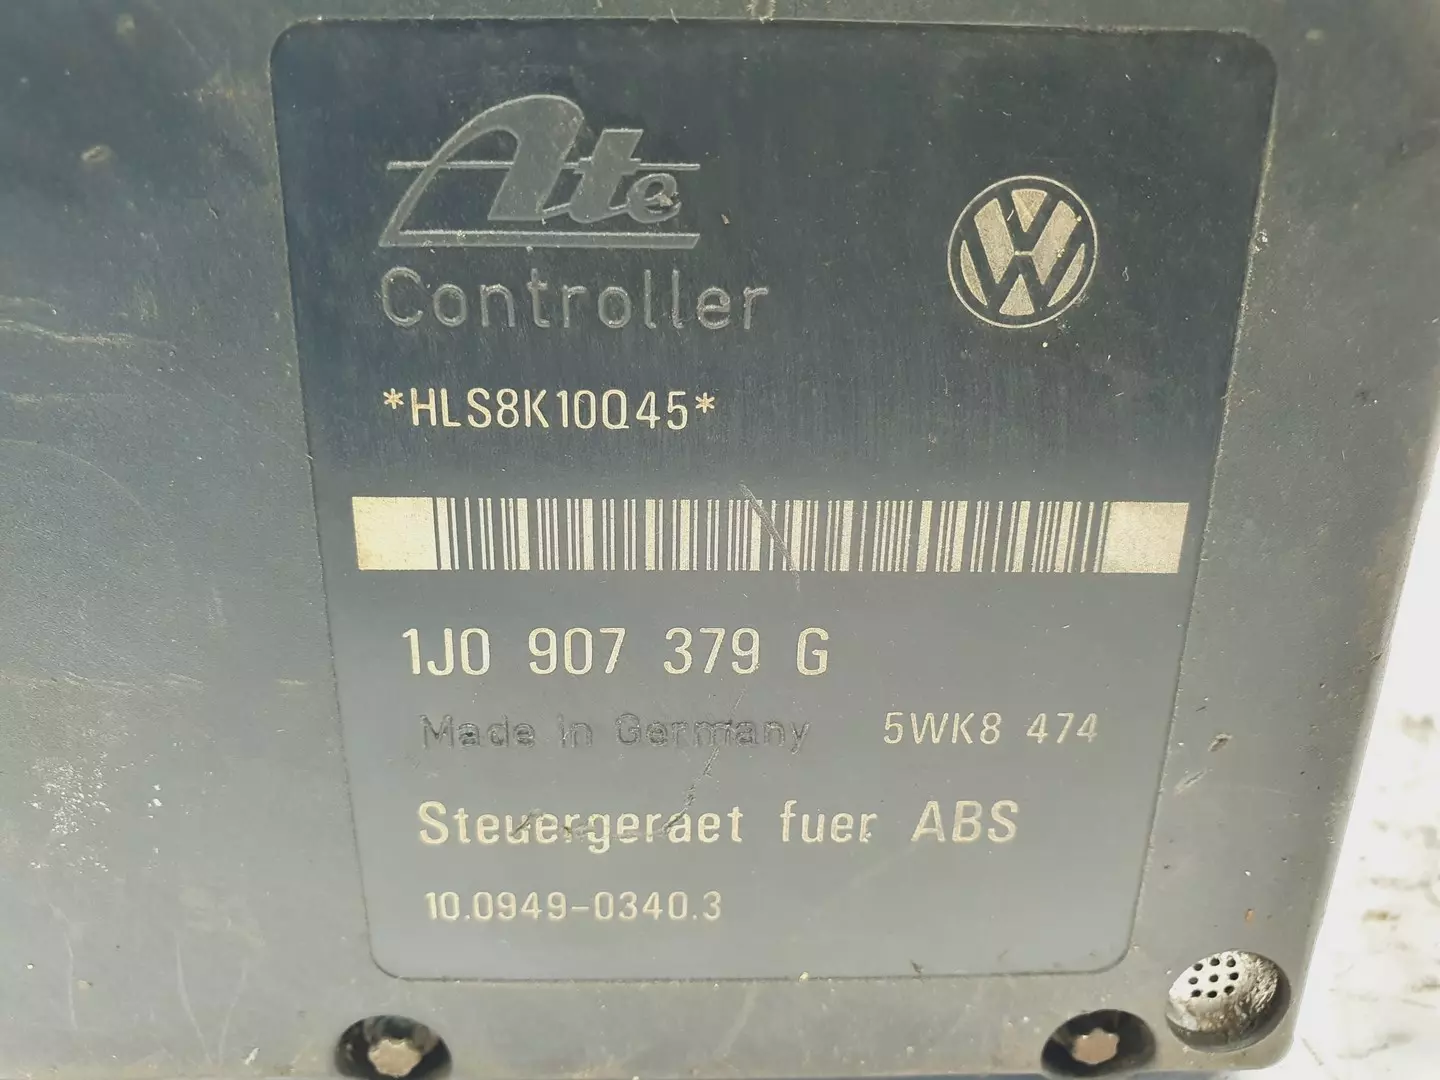 Ate
Controller
*HLS8K10Q45*
1J0 907 379 G
Made in Germany 5WK8 474
Steuergeraet fuer ABS
10.0949-0340.3